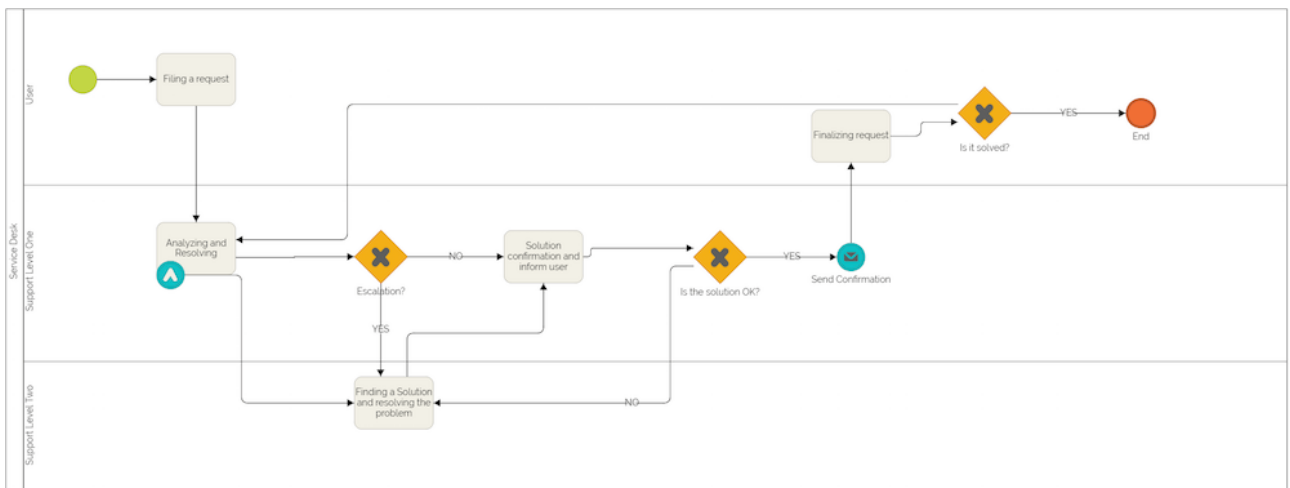 Service Desk
User
Filing a request
Finalizing request
Is it solved?
YES
End
Support Level One
Analyzing and
Resolving
Escalation?
NO
YES
Solution
confirmation and
inform user
Is the solution OK?
YES
Send Confirmation
Support Level Two
Finding a Solution
and resolving the
problem
NO